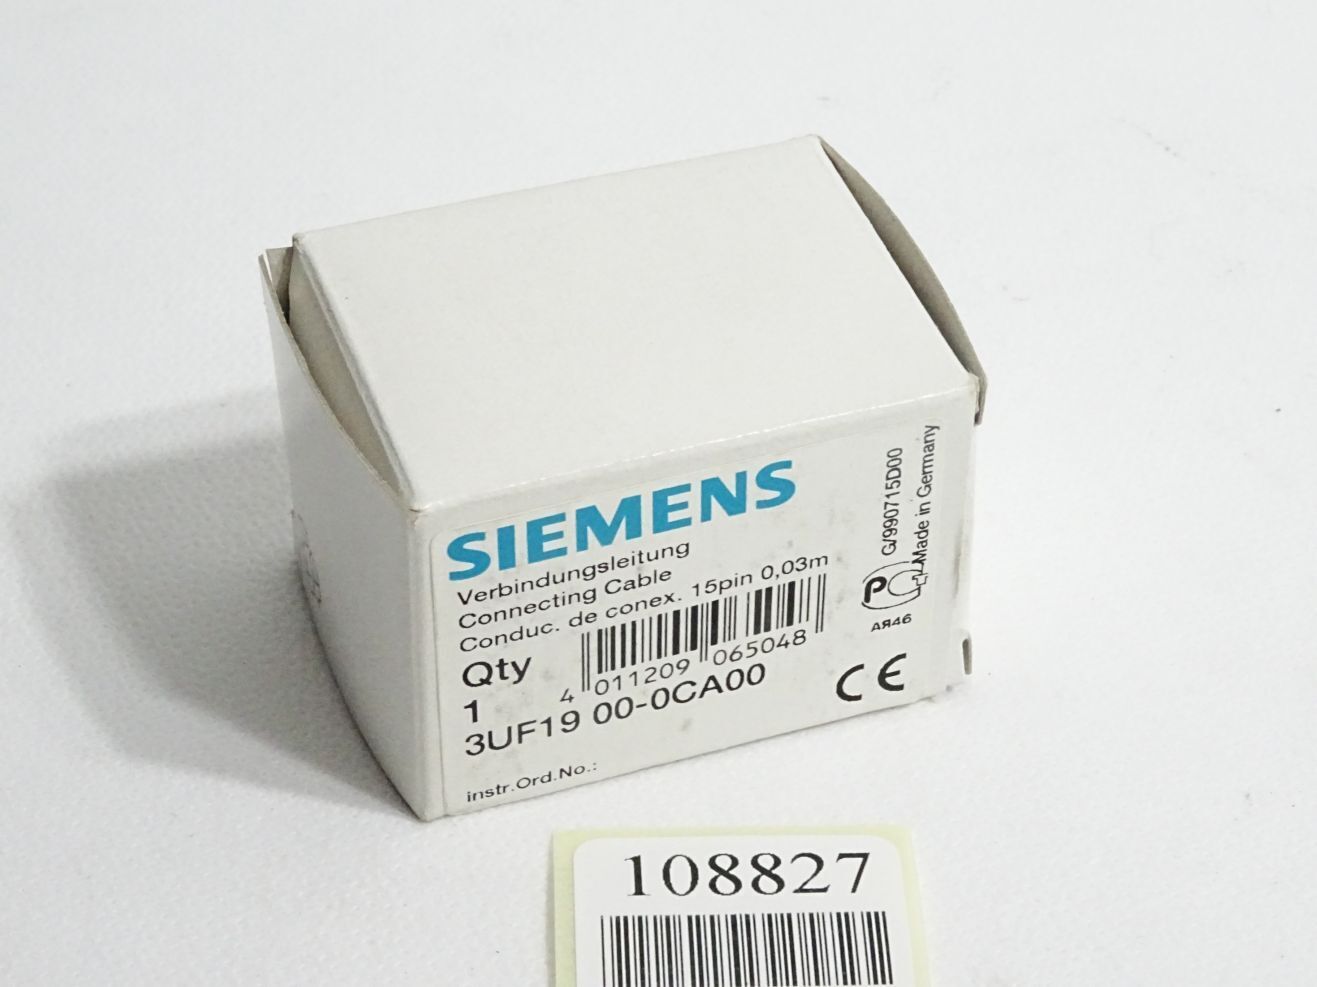 SIEMENS
Verbindungsleitung
Connecting Cable
Conduc. de conex. 15pin 0,03m
Qty
1
4 011209 065048
3UF19 00-0CA00
instr.Ord.No.:
G/990715D00
Made in Germany
P
АЯ46
CE
108827